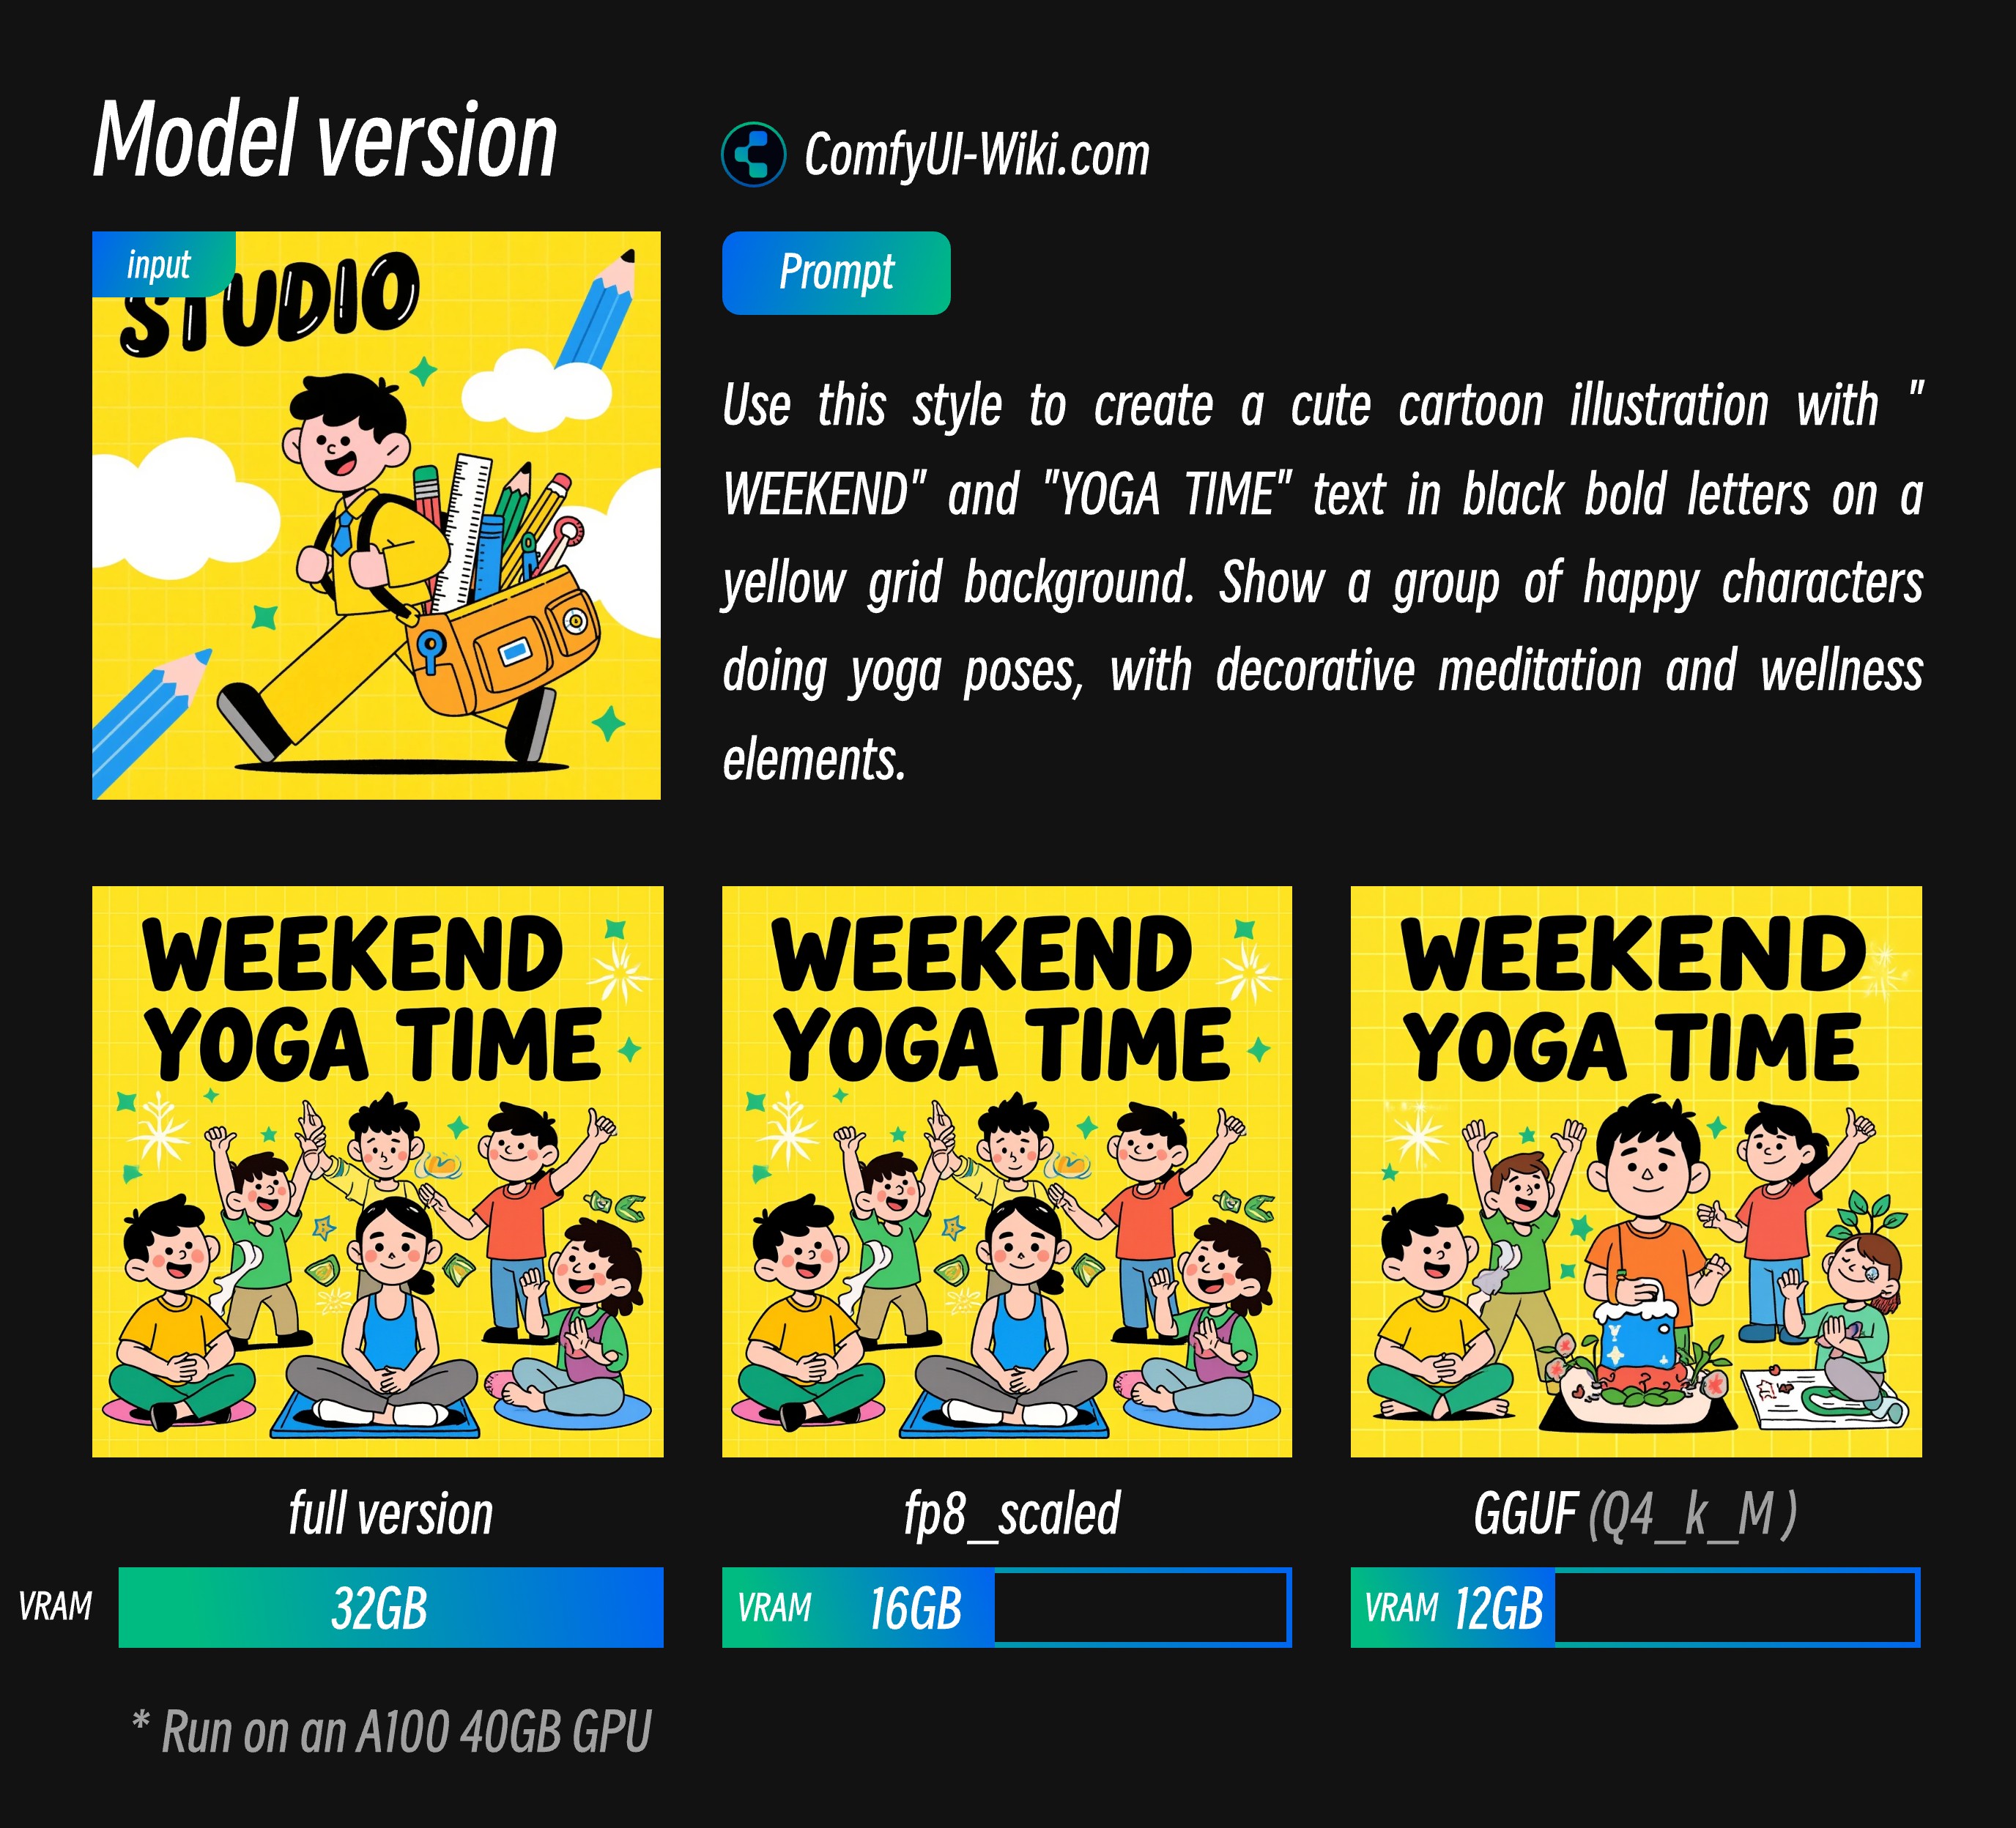 Model version
ComfyUI-Wiki.com
input
STUDIO
Prompt
Use this style to create a cute cartoon illustration with "
WEEKEND" and "YOGA TIME" text in black bold letters on a
yellow grid background. Show a group of happy characters
doing yoga poses, with decorative meditation and wellness
elements.
WEEKEND
YOGA TIME
WEEKEND
YOGA TIME
WEEKEND
YOGA TIME
full version
fp8_scaled
GGUF (Q4_k_M)
VRAM 32GB
VRAM 16GB
VRAM 12GB
* Run on an A100 40GB GPU